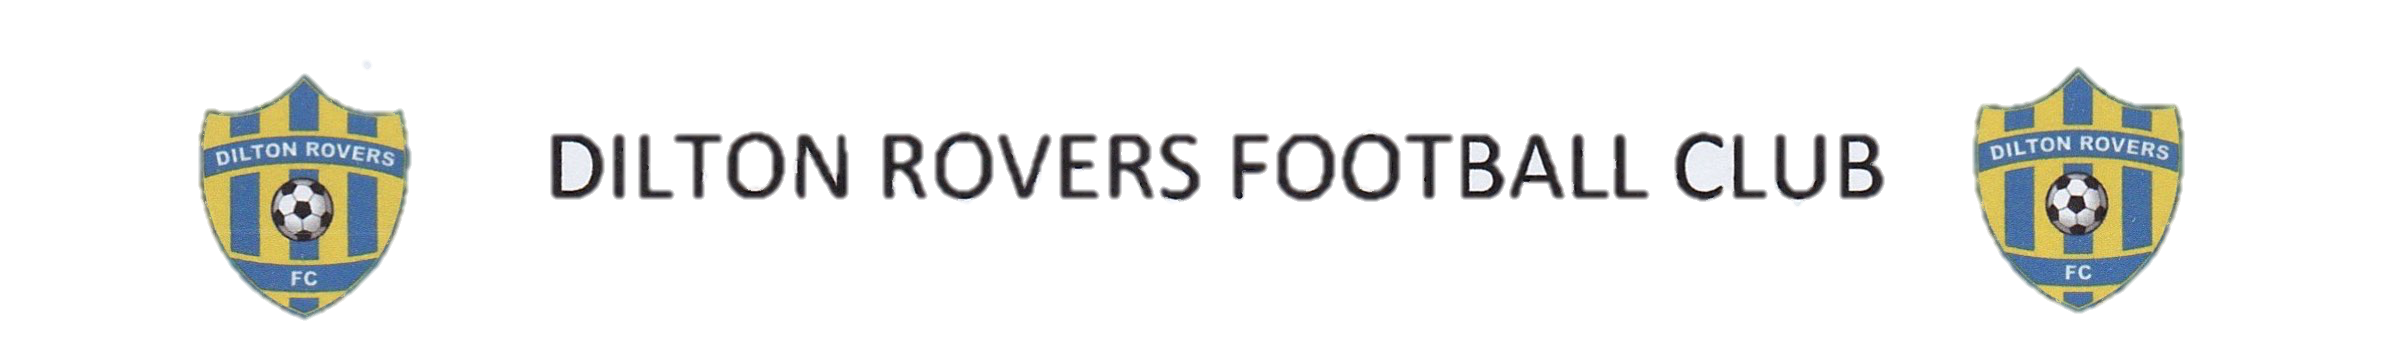 DILTON ROVERS
FC
DILTON ROVERS FOOTBALL CLUB
DILTON ROVERS
FC